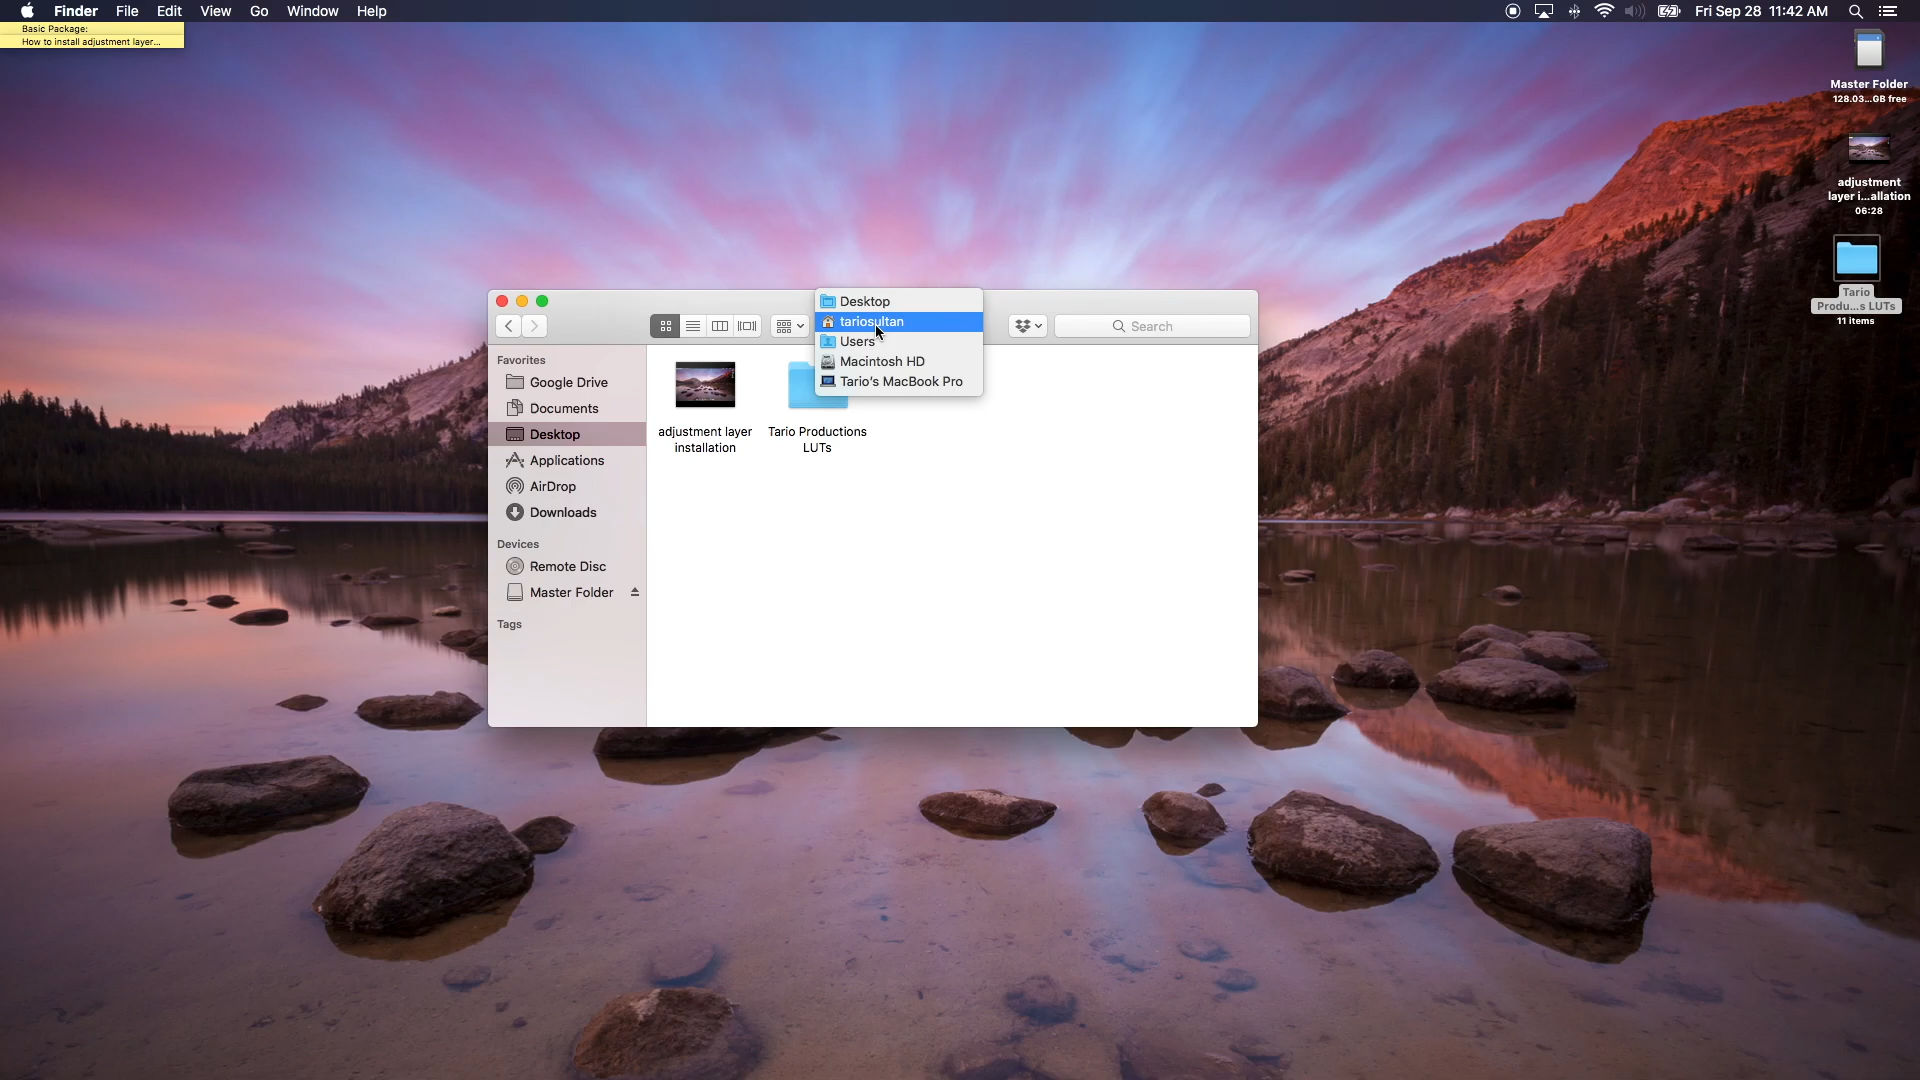 Finder File Edit View Go Window Help
Fri Sep 28 11:42 AM
Basic Package:
How to install adjustment layer...
Master Folder
128.03...GB free
adjustment
layer i...allation
06:28
Tario
Produ...s LUTs
11 items
Desktop
tariosultan
Users
Macintosh HD
Tario's MacBook Pro
Search
Favorites
Google Drive
Documents
Desktop
Applications
AirDrop
Downloads
Devices
Remote Disc
Master Folder
Tags
adjustment layer
installation
Tario Productions
LUTs